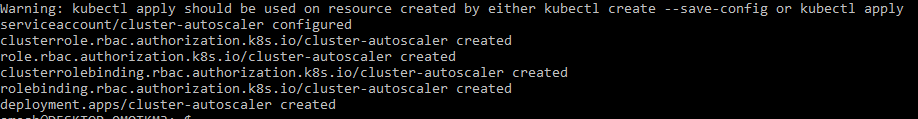 Warning: kubectl apply should be used on resource created by either kubectl create --save-config or kubectl apply
serviceaccount/cluster-autoscaler configured
clusterrole.rbac.authorization.k8s.io/cluster-autoscaler created
role.rbac.authorization.k8s.io/cluster-autoscaler created
clusterrolebinding.rbac.authorization.k8s.io/cluster-autoscaler created
rolebinding.rbac.authorization.k8s.io/cluster-autoscaler created
deployment.apps/cluster-autoscaler created